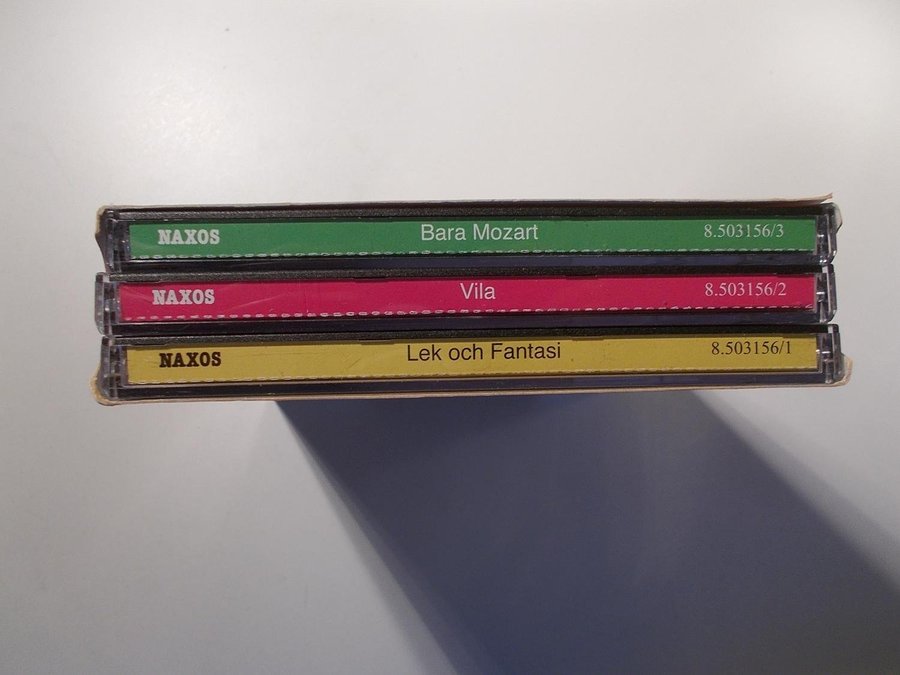 NAXOS Bara Mozart 8.503156/3
NAXOS Vila 8.503156/2
NAXOS Lek och Fantasi 8.503156/1